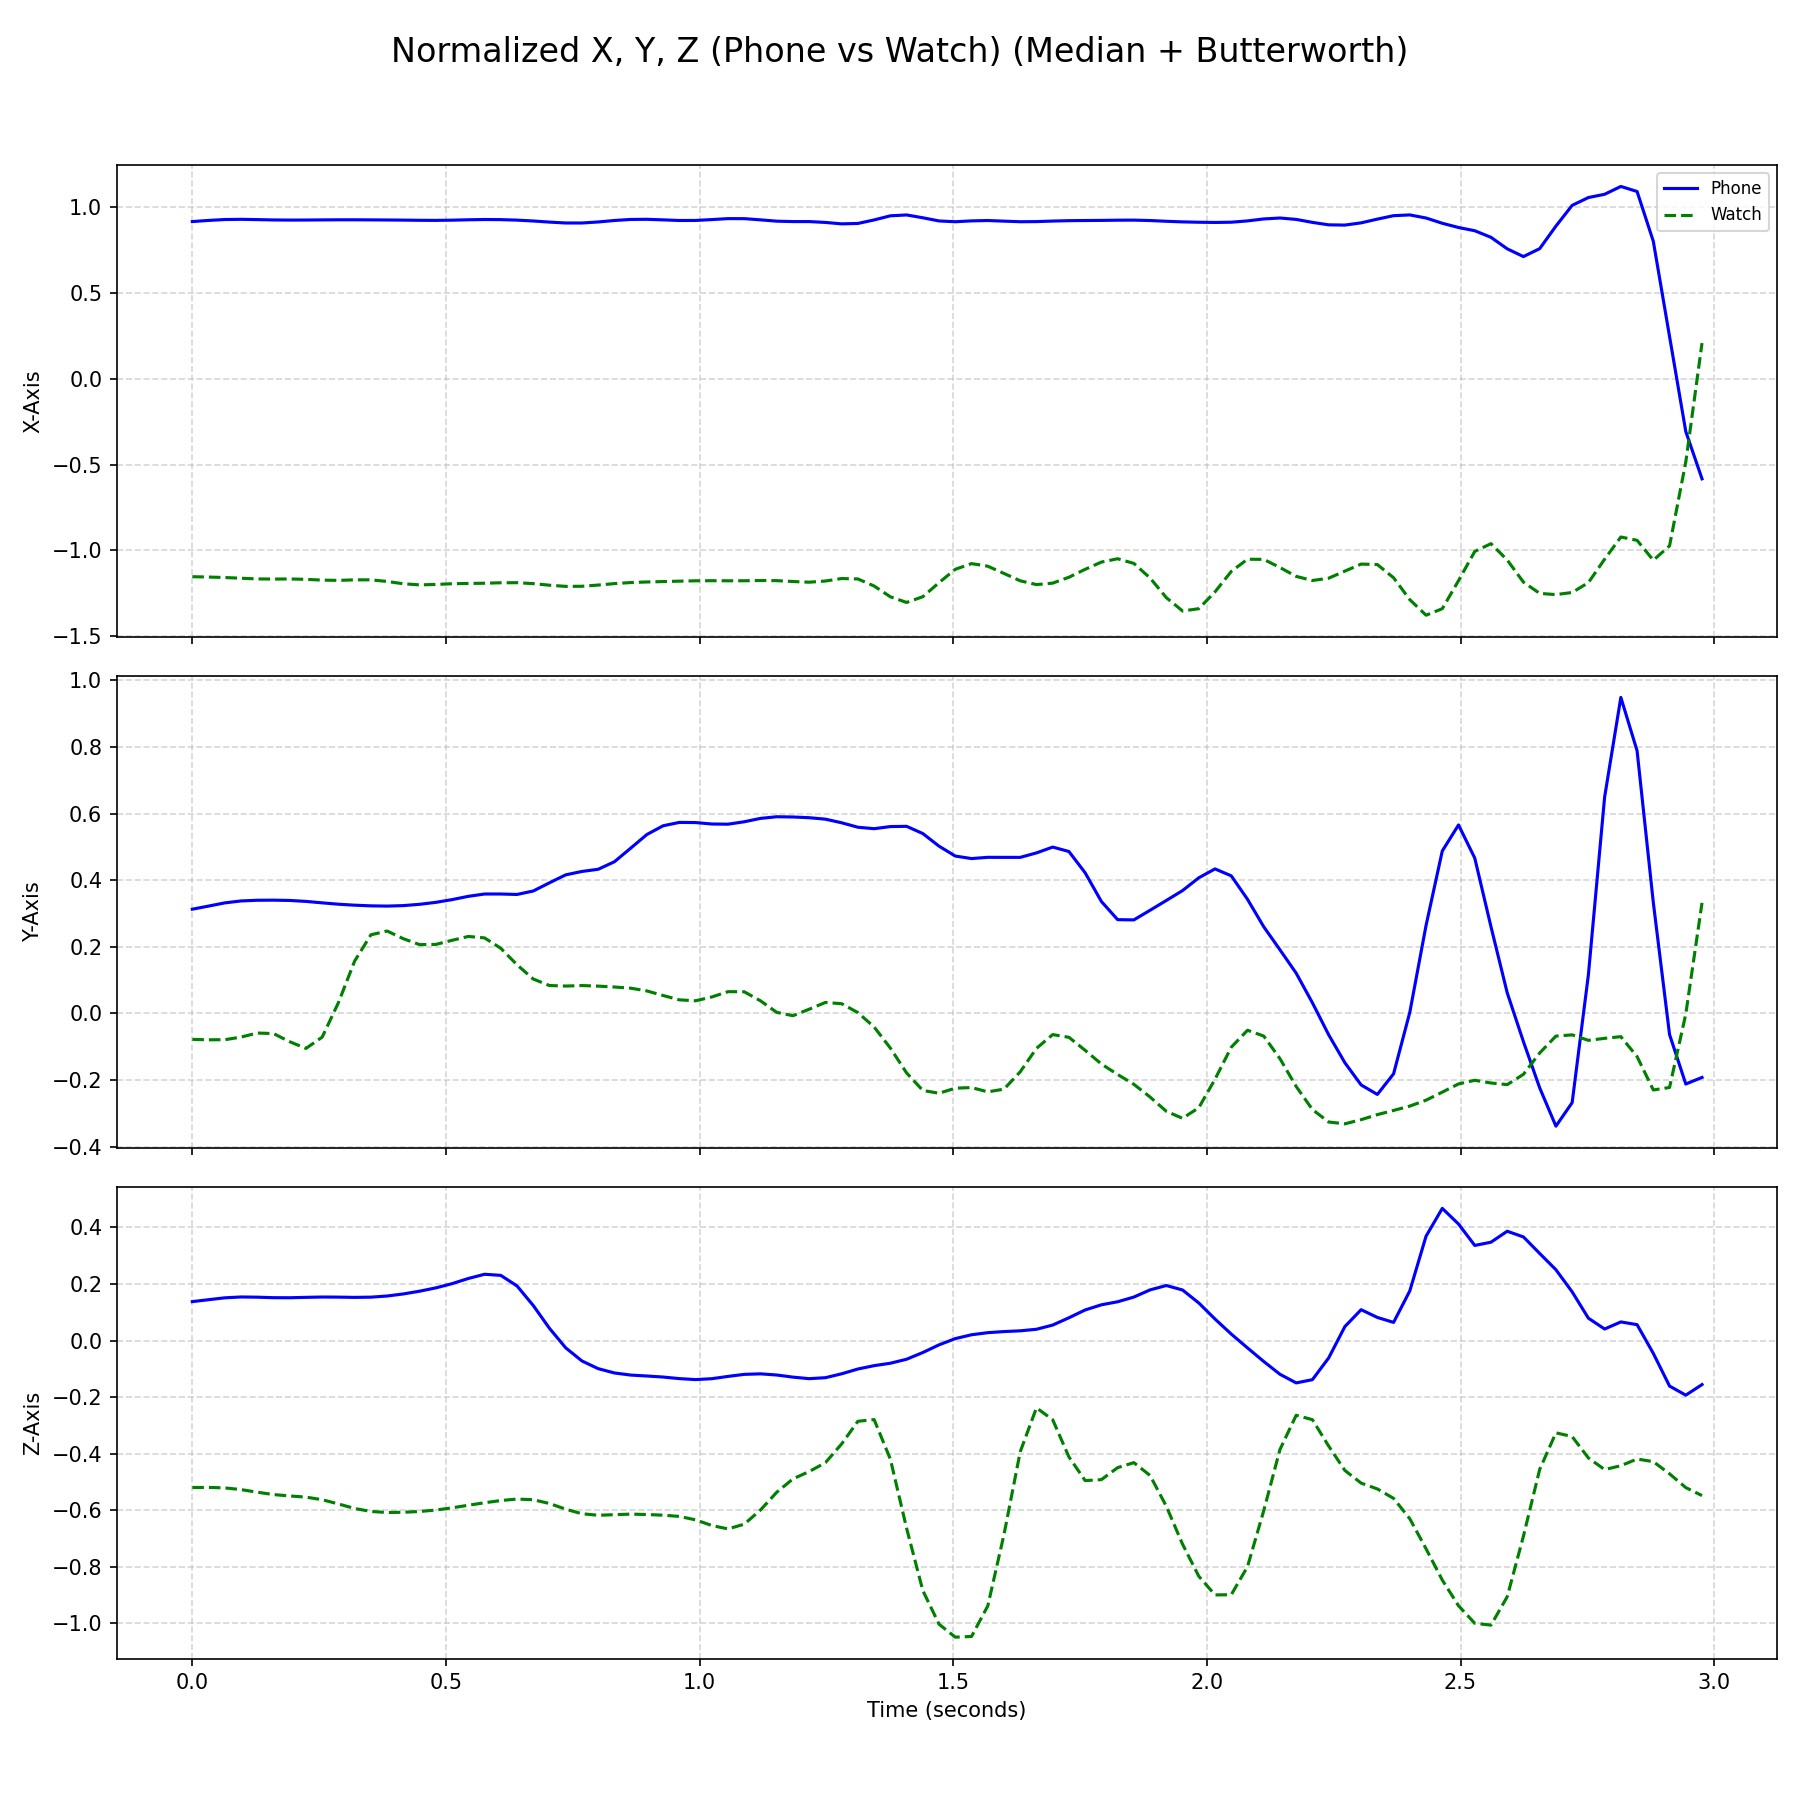 Normalized X, Y, Z (Phone vs Watch) (Median + Butterworth)
Phone
Watch
1.0
0.5
0.0
−0.5
−1.0
−1.5
X-Axis
1.0
0.8
0.6
0.4
0.2
0.0
−0.2
−0.4
Y-Axis
0.4
0.2
0.0
−0.2
−0.4
−0.6
−0.8
−1.0
Z-Axis
0.0 0.5 1.0 1.5 2.0 2.5 3.0
Time (seconds)